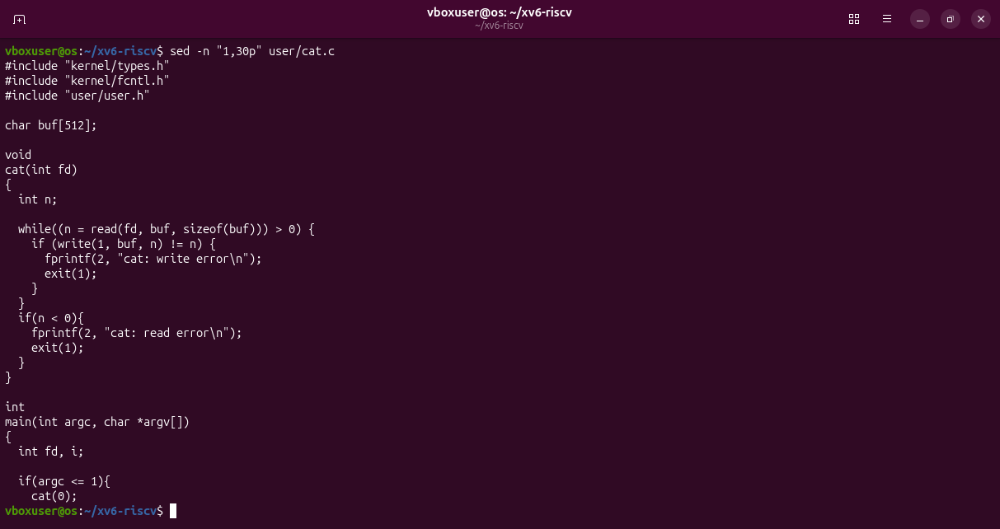 vboxuser@os: ~/xv6-riscv
~/xv6-riscv
vboxuser@os:~/xv6-riscv$ sed -n "1,30p" user/cat.c
#include "kernel/types.h"
#include "kernel/fcntl.h"
#include "user/user.h"

char buf[512];

void
cat(int fd)
{
  int n;

  while((n = read(fd, buf, sizeof(buf))) > 0) {
    if (write(1, buf, n) != n) {
      fprintf(2, "cat: write error\n");
      exit(1);
    }
  }
  if(n < 0){
    fprintf(2, "cat: read error\n");
    exit(1);
  }
}

int
main(int argc, char *argv[])
{
  int fd, i;

  if(argc <= 1){
    cat(0);
vboxuser@os:~/xv6-riscv$